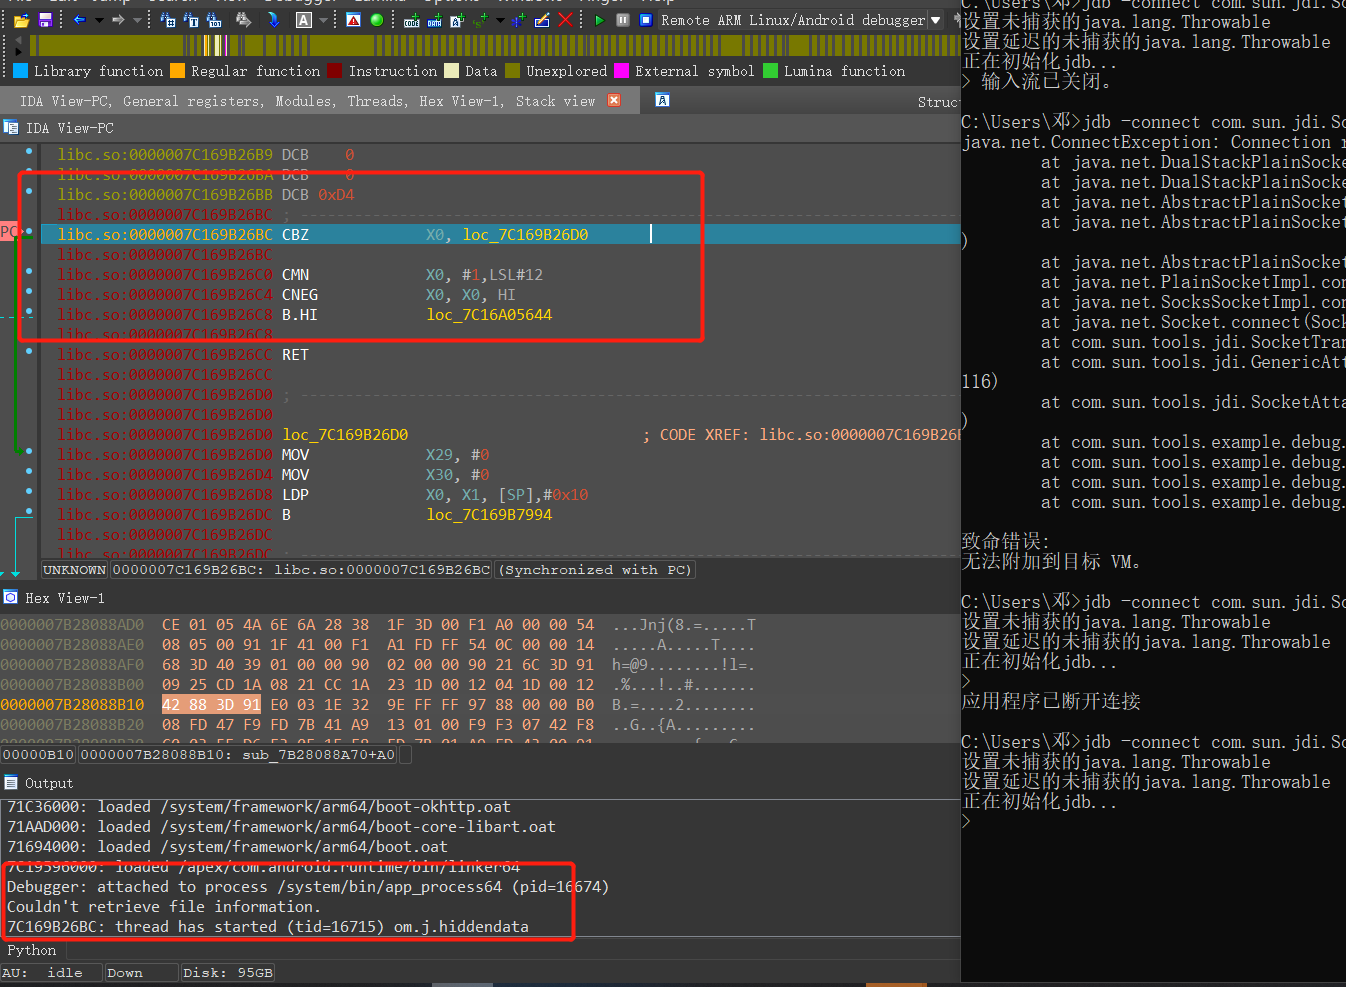 Remote ARM Linux/Android debugger
Library function Regular function Instruction Data Unexplored External symbol Lumina function
IDA View-PC, General registers, Modules, Threads, Hex View-1, Stack view
Struc
IDA View-PC
libc.so:0000007C169B26B9 DCB 0
libc.so:0000007C169B26BA DCB 0
libc.so:0000007C169B26BB DCB 0xD4
libc.so:0000007C169B26BC ; ---------------------------------------------------------------------------
PC
libc.so:0000007C169B26BC CBZ X0, loc_7C169B26D0
libc.so:0000007C169B26BC
libc.so:0000007C169B26C0 CMN X0, #1,LSL#12
libc.so:0000007C169B26C4 CNEG X0, X0, HI
libc.so:0000007C169B26C8 B.HI loc_7C16A05644
libc.so:0000007C169B26C8
libc.so:0000007C169B26CC RET
libc.so:0000007C169B26CC
libc.so:0000007C169B26D0 ; ---------------------------------------------------------------------------
libc.so:0000007C169B26D0
libc.so:0000007C169B26D0 loc_7C169B26D0 ; CODE XREF: libc.so:0000007C169B26B
libc.so:0000007C169B26D0 MOV X29, #0
libc.so:0000007C169B26D4 MOV X30, #0
libc.so:0000007C169B26D8 LDP X0, X1, [SP],#0x10
libc.so:0000007C169B26DC B loc_7C169B7994
libc.so:0000007C169B26DC
libc.so:0000007C169B26DC ; ---------------------------------------------------------------------------
UNKNOWN 0000007C169B26BC: libc.so:0000007C169B26BC (Synchronized with PC)
Hex View-1
0000007B28088AD0 CE 01 05 4A 6E 6A 28 38 1F 3D 00 F1 A0 00 00 54 ...Jnj(8.=.....T
0000007B28088AE0 08 05 00 91 1F 41 00 F1 A1 FD FF 54 0C 00 00 14 .....A.....T....
0000007B28088AF0 68 3D 40 39 01 00 00 90 02 00 00 90 21 6C 3D 91 h=@9........!l=.
0000007B28088B00 09 25 CD 1A 08 21 CC 1A 23 1D 00 12 04 1D 00 12 .%...!..#.......
0000007B28088B10 42 88 3D 91 E0 03 1E 32 9E FF FF 97 88 00 00 B0 B.=....2........
0000007B28088B20 08 FD 47 F9 FD 7B 41 A9 13 01 00 F9 F3 07 42 F8 ..G..{A.......B.
00000B10 0000007B28088B10: sub_7B28088A70+A0
Output
71C36000: loaded /system/framework/arm64/boot-okhttp.oat
71AAD000: loaded /system/framework/arm64/boot-core-libart.oat
71694000: loaded /system/framework/arm64/boot.oat
7C19596000: loaded /apex/com.android.runtime/bin/linker64
Debugger: attached to process /system/bin/app_process64 (pid=16674)
Couldn't retrieve file information.
7C169B26BC: thread has started (tid=16715) om.j.hiddendata
Python
AU: idle Down Disk: 95GB
C:\Users\邓>jdb -connect com.sun.jdi.So
设置未捕获的java.lang.Throwable
设置延迟的未捕获的java.lang.Throwable
正在初始化jdb...
> 输入流已关闭。
C:\Users\邓>jdb -connect com.sun.jdi.So
java.net.ConnectException: Connection r
at java.net.DualStackPlainSocke
at java.net.DualStackPlainSocke
at java.net.AbstractPlainSocket
at java.net.AbstractPlainSocket
)
at java.net.AbstractPlainSocket
at java.net.PlainSocketImpl.con
at java.net.SocksSocketImpl.con
at java.net.Socket.connect(Sock
at com.sun.tools.jdi.SocketTran
at com.sun.tools.jdi.GenericAtt
116)
at com.sun.tools.jdi.SocketAtta
)
at com.sun.tools.example.debug.
at com.sun.tools.example.debug.
at com.sun.tools.example.debug.
at com.sun.tools.example.debug.
致命错误:
无法附加到目标 VM。
C:\Users\邓>jdb -connect com.sun.jdi.So
设置未捕获的java.lang.Throwable
设置延迟的未捕获的java.lang.Throwable
正在初始化jdb...
>
应用程序已断开连接
C:\Users\邓>jdb -connect com.sun.jdi.So
设置未捕获的java.lang.Throwable
设置延迟的未捕获的java.lang.Throwable
正在初始化jdb...
>